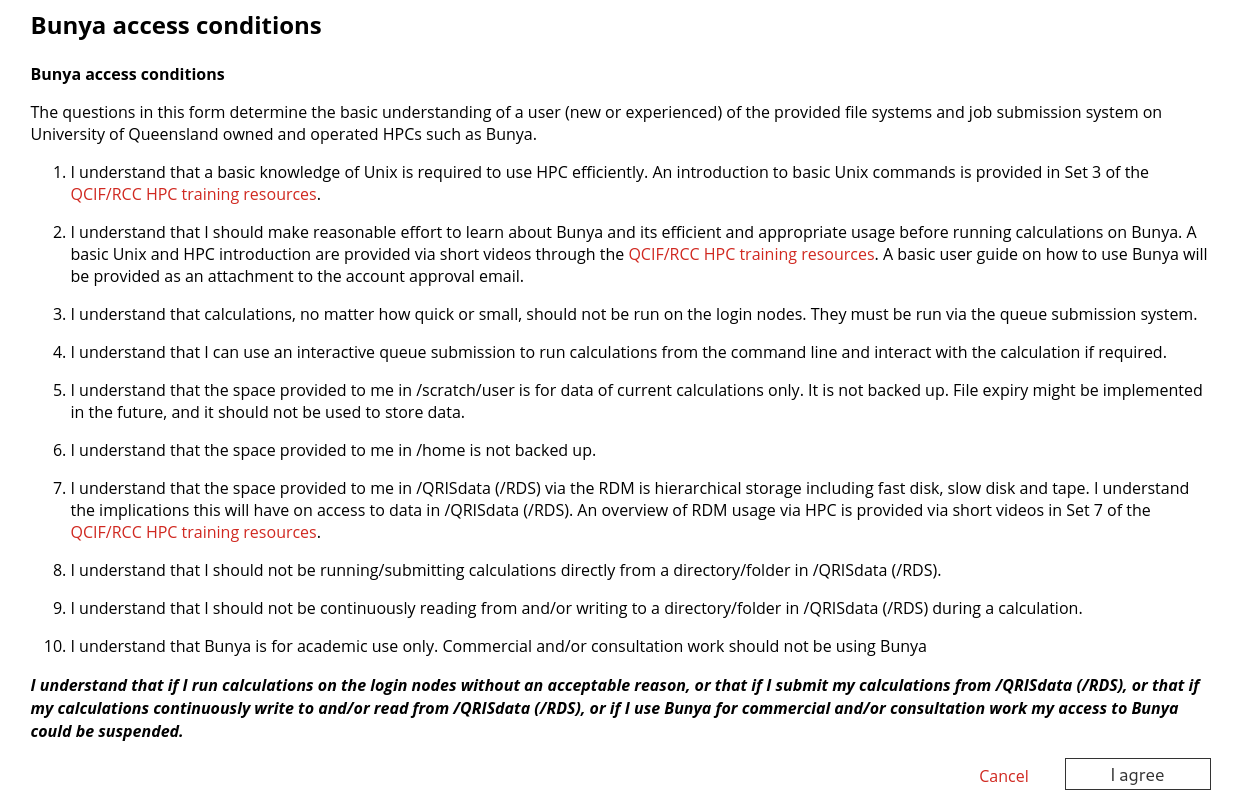 Bunya access conditions
Bunya access conditions
The questions in this form determine the basic understanding of a user (new or experienced) of the provided file systems and job submission system on
University of Queensland owned and operated HPCs such as Bunya.
1. I understand that a basic knowledge of Unix is required to use HPC efficiently. An introduction to basic Unix commands is provided in Set 3 of the
QCIF/RCC HPC training resources.
2. I understand that I should make reasonable effort to learn about Bunya and its efficient and appropriate usage before running calculations on Bunya. A
basic Unix and HPC introduction are provided via short videos through the QCIF/RCC HPC training resources. A basic user guide on how to use Bunya will
be provided as an attachment to the account approval email.
3. I understand that calculations, no matter how quick or small, should not be run on the login nodes. They must be run via the queue submission system.
4. I understand that I can use an interactive queue submission to run calculations from the command line and interact with the calculation if required.
5. I understand that the space provided to me in /scratch/user is for data of current calculations only. It is not backed up. File expiry might be implemented
in the future, and it should not be used to store data.
6. I understand that the space provided to me in /home is not backed up.
7. I understand that the space provided to me in /QRISdata (/RDS) via the RDM is hierarchical storage including fast disk, slow disk and tape. I understand
the implications this will have on access to data in /QRISdata (/RDS). An overview of RDM usage via HPC is provided via short videos in Set 7 of the
QCIF/RCC HPC training resources.
8. I understand that I should not be running/submitting calculations directly from a directory/folder in /QRISdata (/RDS).
9. I understand that I should not be continuously reading from and/or writing to a directory/folder in /QRISdata (/RDS) during a calculation.
10. I understand that Bunya is for academic use only. Commercial and/or consultation work should not be using Bunya
I understand that if I run calculations on the login nodes without an acceptable reason, or that if I submit my calculations from /QRISdata (/RDS), or that if
my calculations continuously write to and/or read from /QRISdata (/RDS), or if I use Bunya for commercial and/or consultation work my access to Bunya
could be suspended.
Cancel I agree